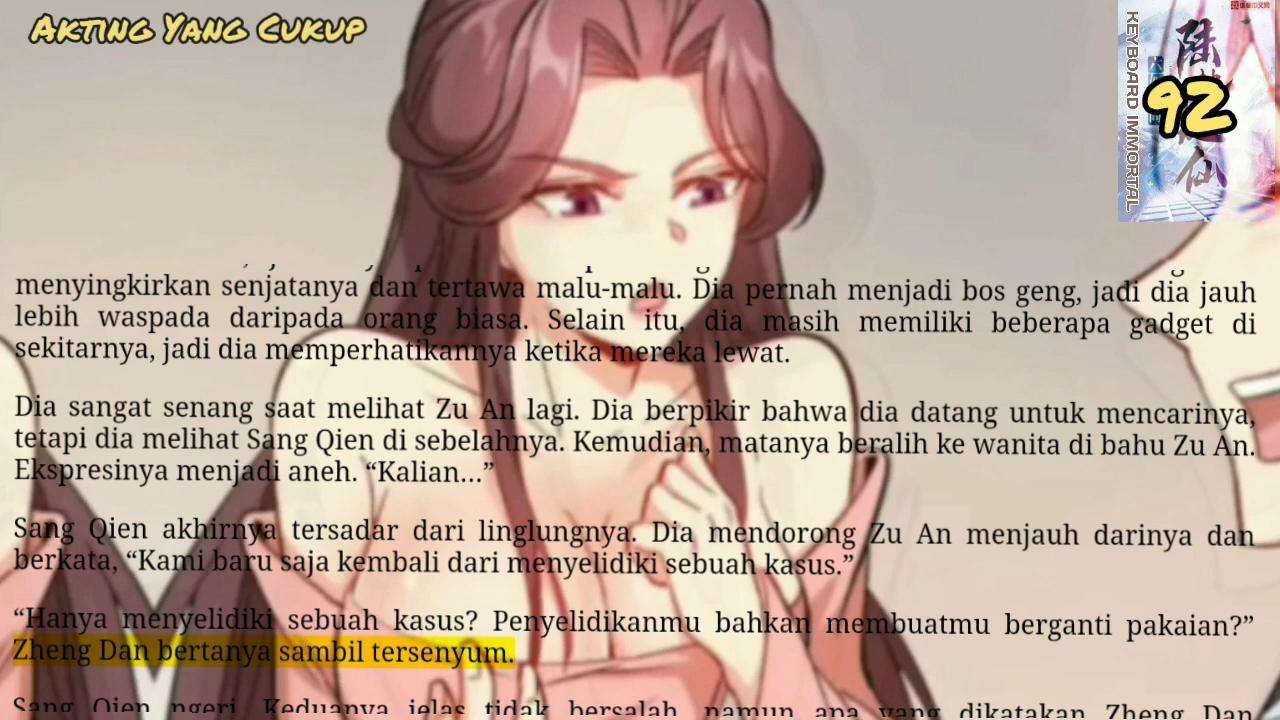 Akting Yang Cukup
KEYBOARD IMMORTAL
92
仙
menyingkirkan senjatanya dan tertawa malu-malu. Dia pernah menjadi bos geng, jadi dia jauh
lebih waspada daripada orang biasa. Selain itu, dia masih memiliki beberapa gadget di
sekitarnya, jadi dia memperhatikannya ketika mereka lewat.
Dia sangat senang saat melihat Zu An lagi. Dia berpikir bahwa dia datang untuk mencarinya,
tetapi dia melihat Sang Qien di sebelahnya. Kemudian, matanya beralih ke wanita di bahu Zu An.
Ekspresinya menjadi aneh. “Kalian…”
Sang Qien akhirnya tersadar dari linglungnya. Dia mendorong Zu An menjauh darinya dan
berkata, “Kami baru saja kembali dari menyelidiki sebuah kasus.”
“Hanya menyelidiki sebuah kasus? Penyelidikanmu bahkan membuatmu berganti pakaian?”
Zheng Dan bertanya sambil tersenyum.
Sang Qien ngeri. Keduanya jelas tidak bersalah, namun apa yang dikatakan Zheng Dan